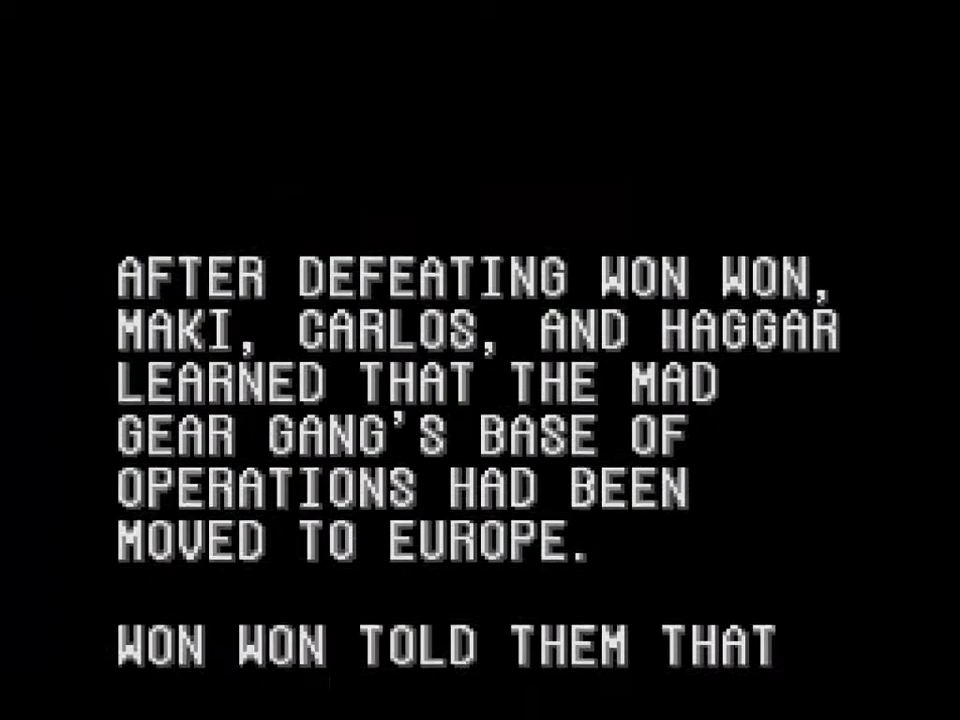 AFTER DEFEATING WON WON,
MAKI, CARLOS, AND HAGGAR
LEARNED THAT THE MAD
GEAR GANG'S BASE OF
OPERATIONS HAD BEEN
MOVED TO EUROPE.
WON WON TOLD THEM THAT